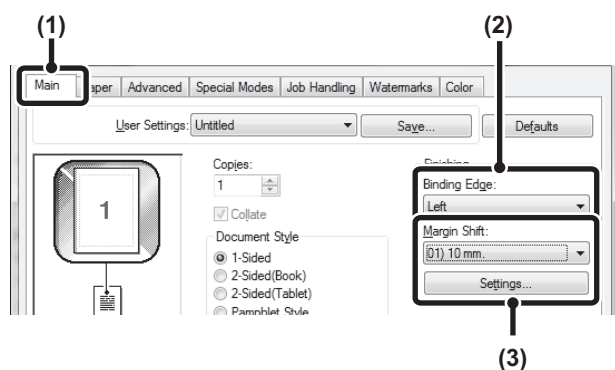 (1)
(2)
Main Paper Advanced Special Modes Job Handling Watermarks Color
User Settings: Untitled Save... Defaults
Copies:
Finishing
1
Binding Edge:
Left
Collate
1
Document Style
Margin Shift:
1-Sided
01) 10 mm.
2-Sided(Book)
Settings...
2-Sided(Tablet)
Pamphlet Style
(3)